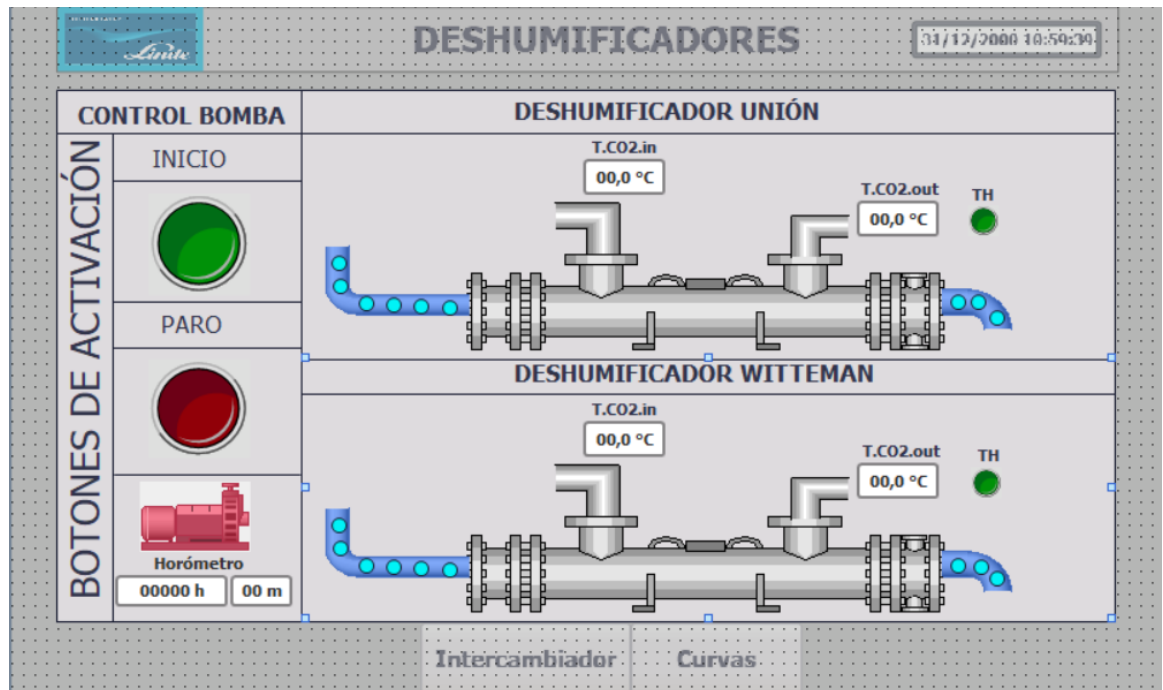 Linite
DESHUMIFICADORES
31/12/2000 10:59:39
CONTROL BOMBA
BOTONES DE ACTIVACIÓN
INICIO
PARO
Horómetro
00000 h
00 m
DESHUMIFICADOR UNIÓN
T.CO2.in
00,0 °C
T.CO2.out
00,0 °C
TH
DESHUMIFICADOR WITTEMAN
T.CO2.in
00,0 °C
T.CO2.out
00,0 °C
TH
Intercambiador
Curvas